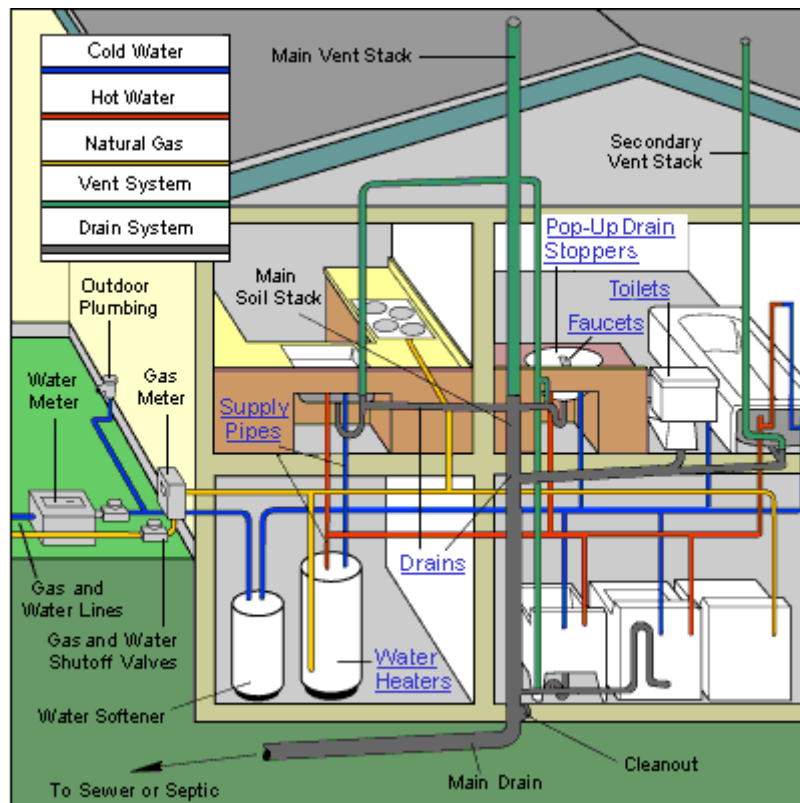 Cold Water
Hot Water
Natural Gas
Vent System
Drain System
Main Vent Stack
Secondary
Vent Stack
Pop-Up Drain
Stoppers
Main
Soil Stack
Toilets
Faucets
Outdoor
Plumbing
Gas
Meter
Water
Meter
Supply
Pipes
Drains
Gas and
Water Lines
Gas and Water
Shutoff Valves
Water
Heaters
Water Softener
Cleanout
Main Drain
To Sewer or Septic